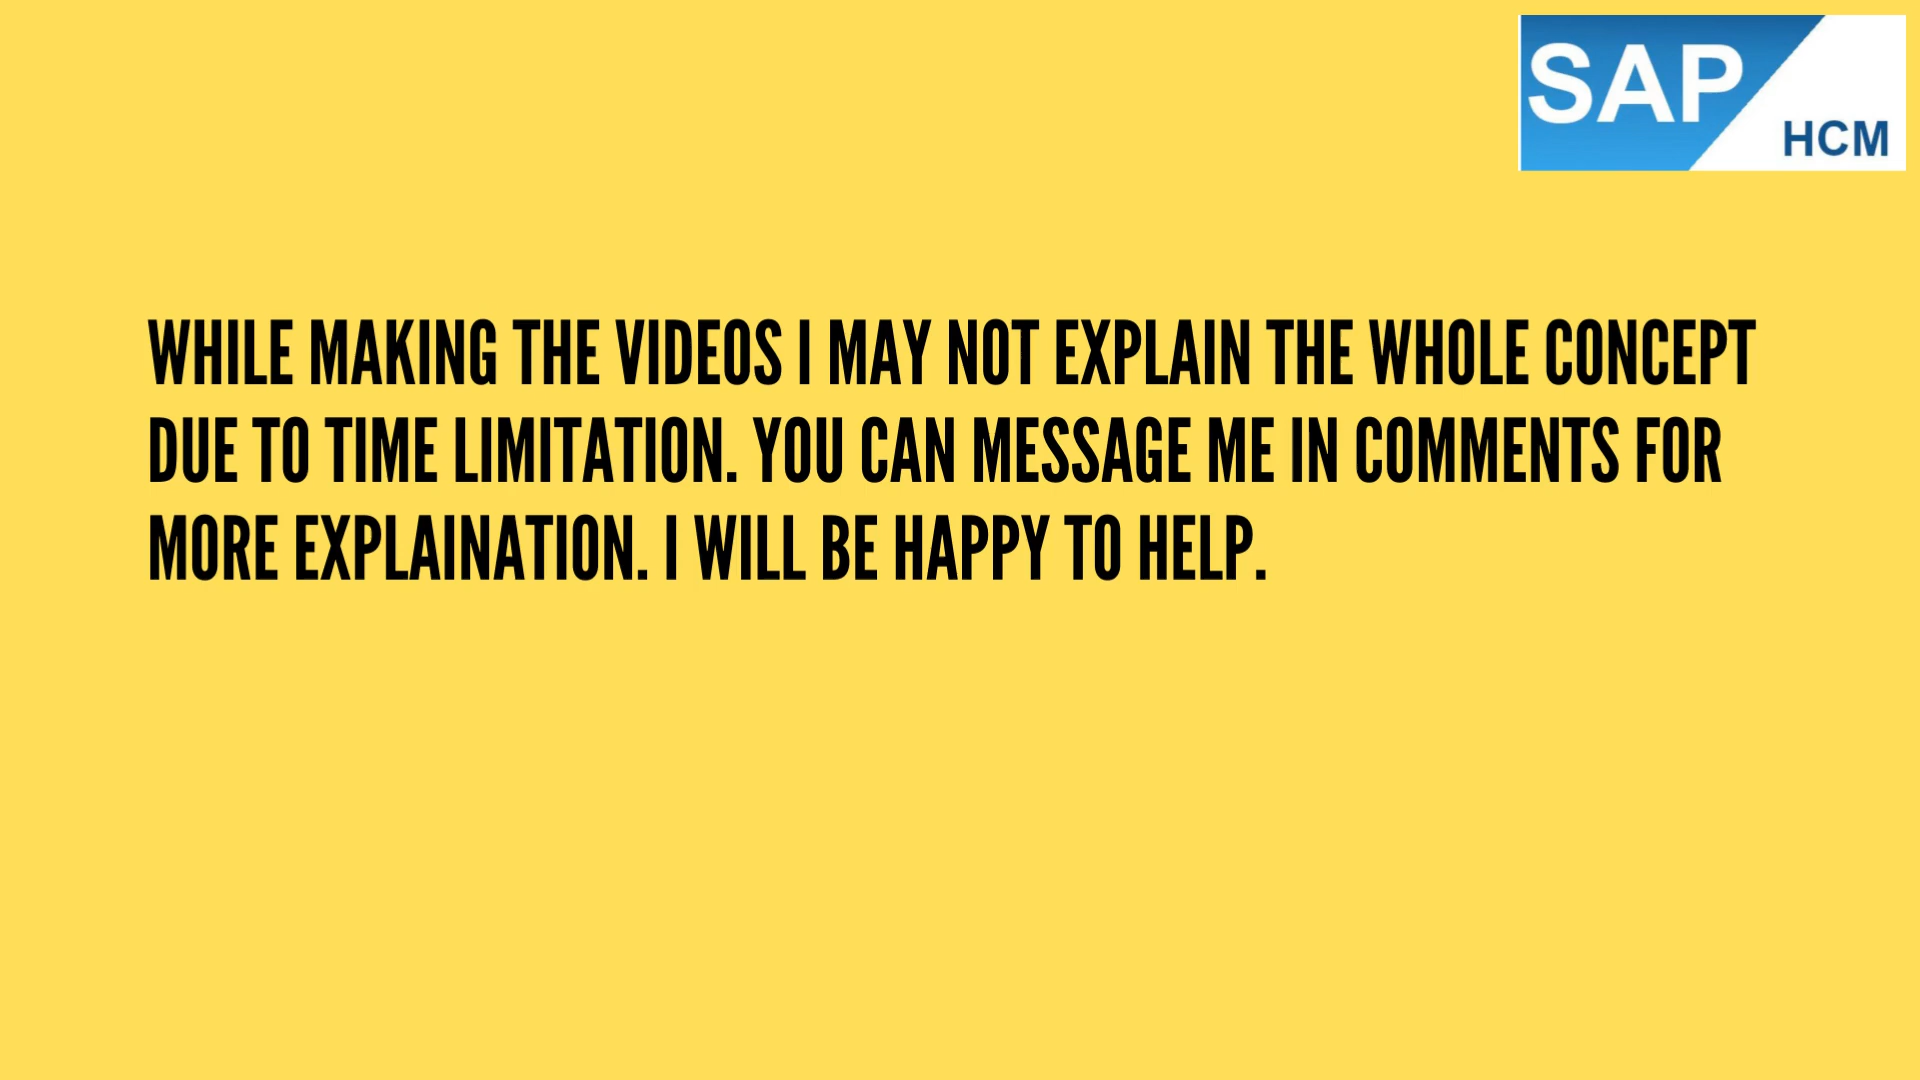 SAP
HCM
WHILE MAKING THE VIDEOS I MAY NOT EXPLAIN THE WHOLE CONCEPT
DUE TO TIME LIMITATION. YOU CAN MESSAGE ME IN COMMENTS FOR
MORE EXPLAINATION. I WILL BE HAPPY TO HELP.